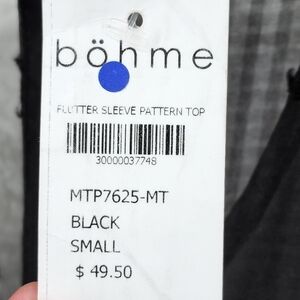 böhme
FLUTTER SLEEVE PATTERN TOP
30000037748
MTP7625-MT
BLACK
SMALL
$ 49.50